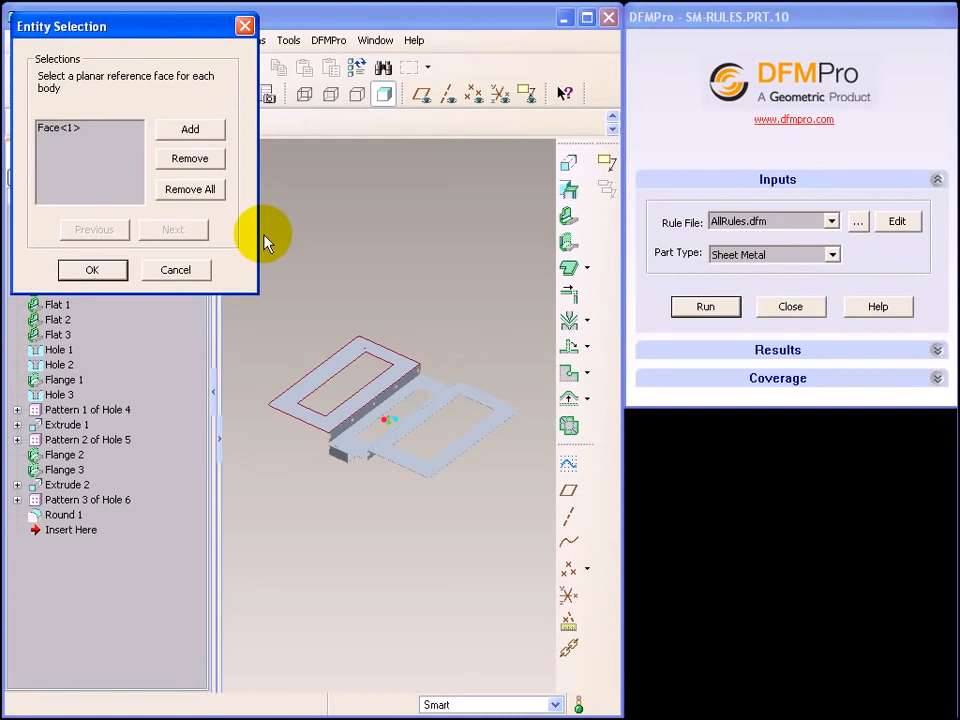 Entity Selection
Selections
Select a planar reference face for each
body
Face<1>
Add
Remove
Remove All
Previous
Next
OK
Cancel
Tools
DFMPro
Window
Help
Flat 1
Flat 2
Flat 3
Hole 1
Hole 2
Flange 1
Hole 3
Pattern 1 of Hole 4
Extrude 1
Pattern 2 of Hole 5
Flange 2
Flange 3
Extrude 2
Pattern 3 of Hole 6
Round 1
Insert Here
Smart
DFMPro - SM-RULES.PRT.10
DFMPro
A Geometric Product
www.dfmpro.com
Inputs
Rule File:
AllRules.dfm
...
Edit
Part Type:
Sheet Metal
Run
Close
Help
Results
Coverage